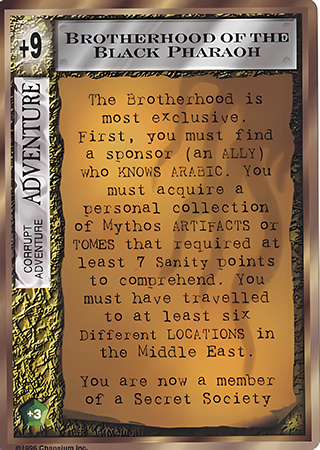 +9
BROTHERHOOD OF THE
BLACK PHARAOH
ADVENTURE
CORRUPT
ADVENTURE
The Brotherhood is
most exclusive.
First, you must find
a sponsor (an ALLY)
who KNOWS ARABIC. You
must acquire a
personal collection
of Mythos ARTIFACTS or
TOMES that required at
least 7 Sanity points
to comprehend. You
must have travelled
to at least six
Different LOCATIONS in
the Middle East.
You are now a member
of a Secret Society
+3
©1996 Chaosium Inc.